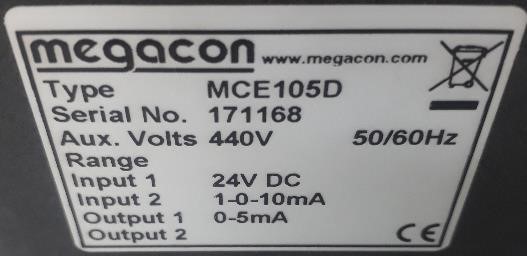 megacon www.megacon.com
Type MCE105D
Serial No. 171168
Aux. Volts 440V 50/60Hz
Range
Input 1 24V DC
Input 2 1-0-10mA
Output 1 0-5mA
Output 2
CE